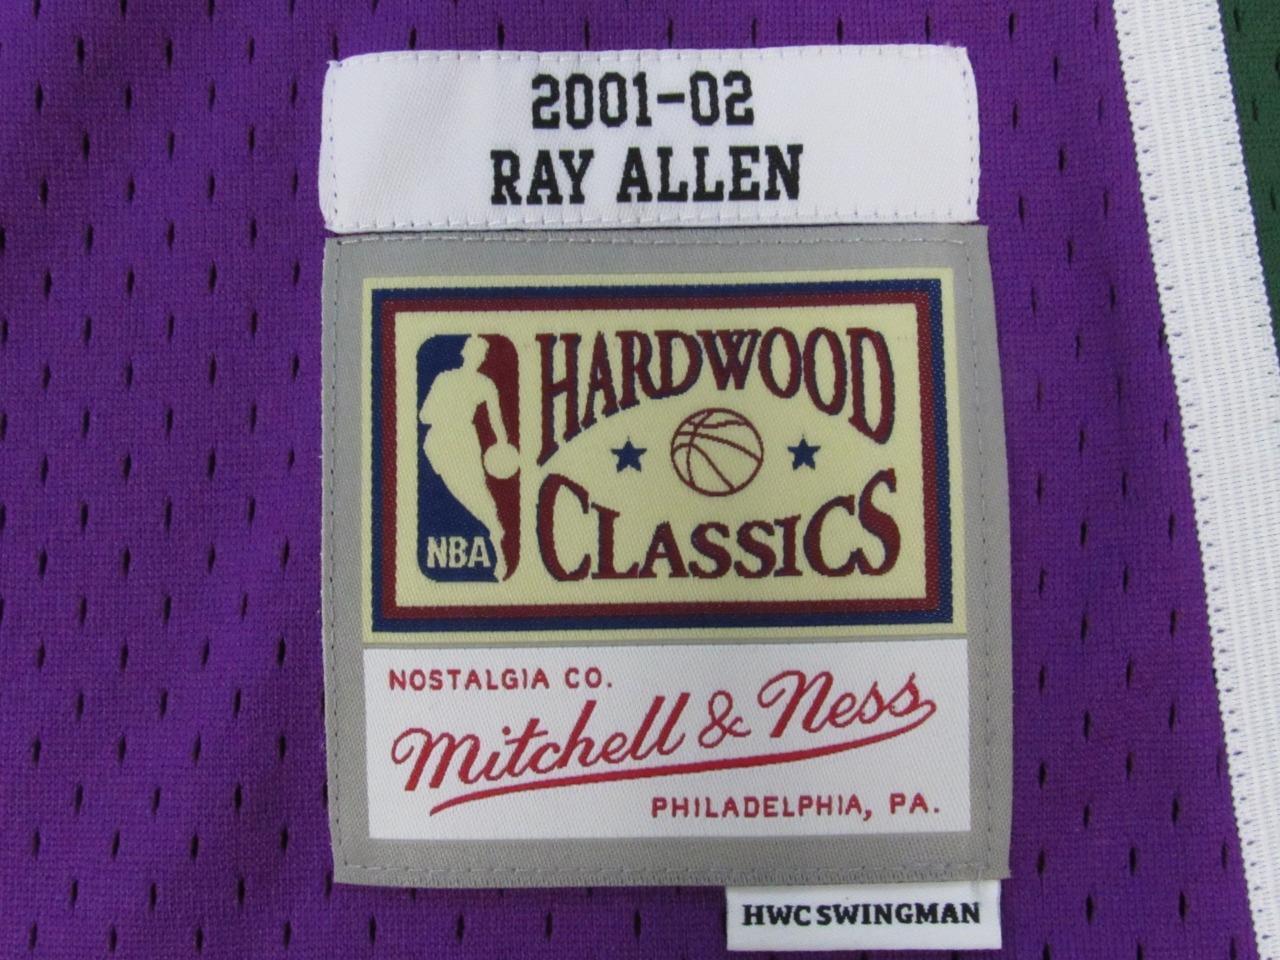 2001-02
RAY ALLEN
HARDWOOD
CLASSICS
NBA
NOSTALGIA CO.
Mitchell & Ness
PHILADELPHIA, PA.
HWC SWINGMAN